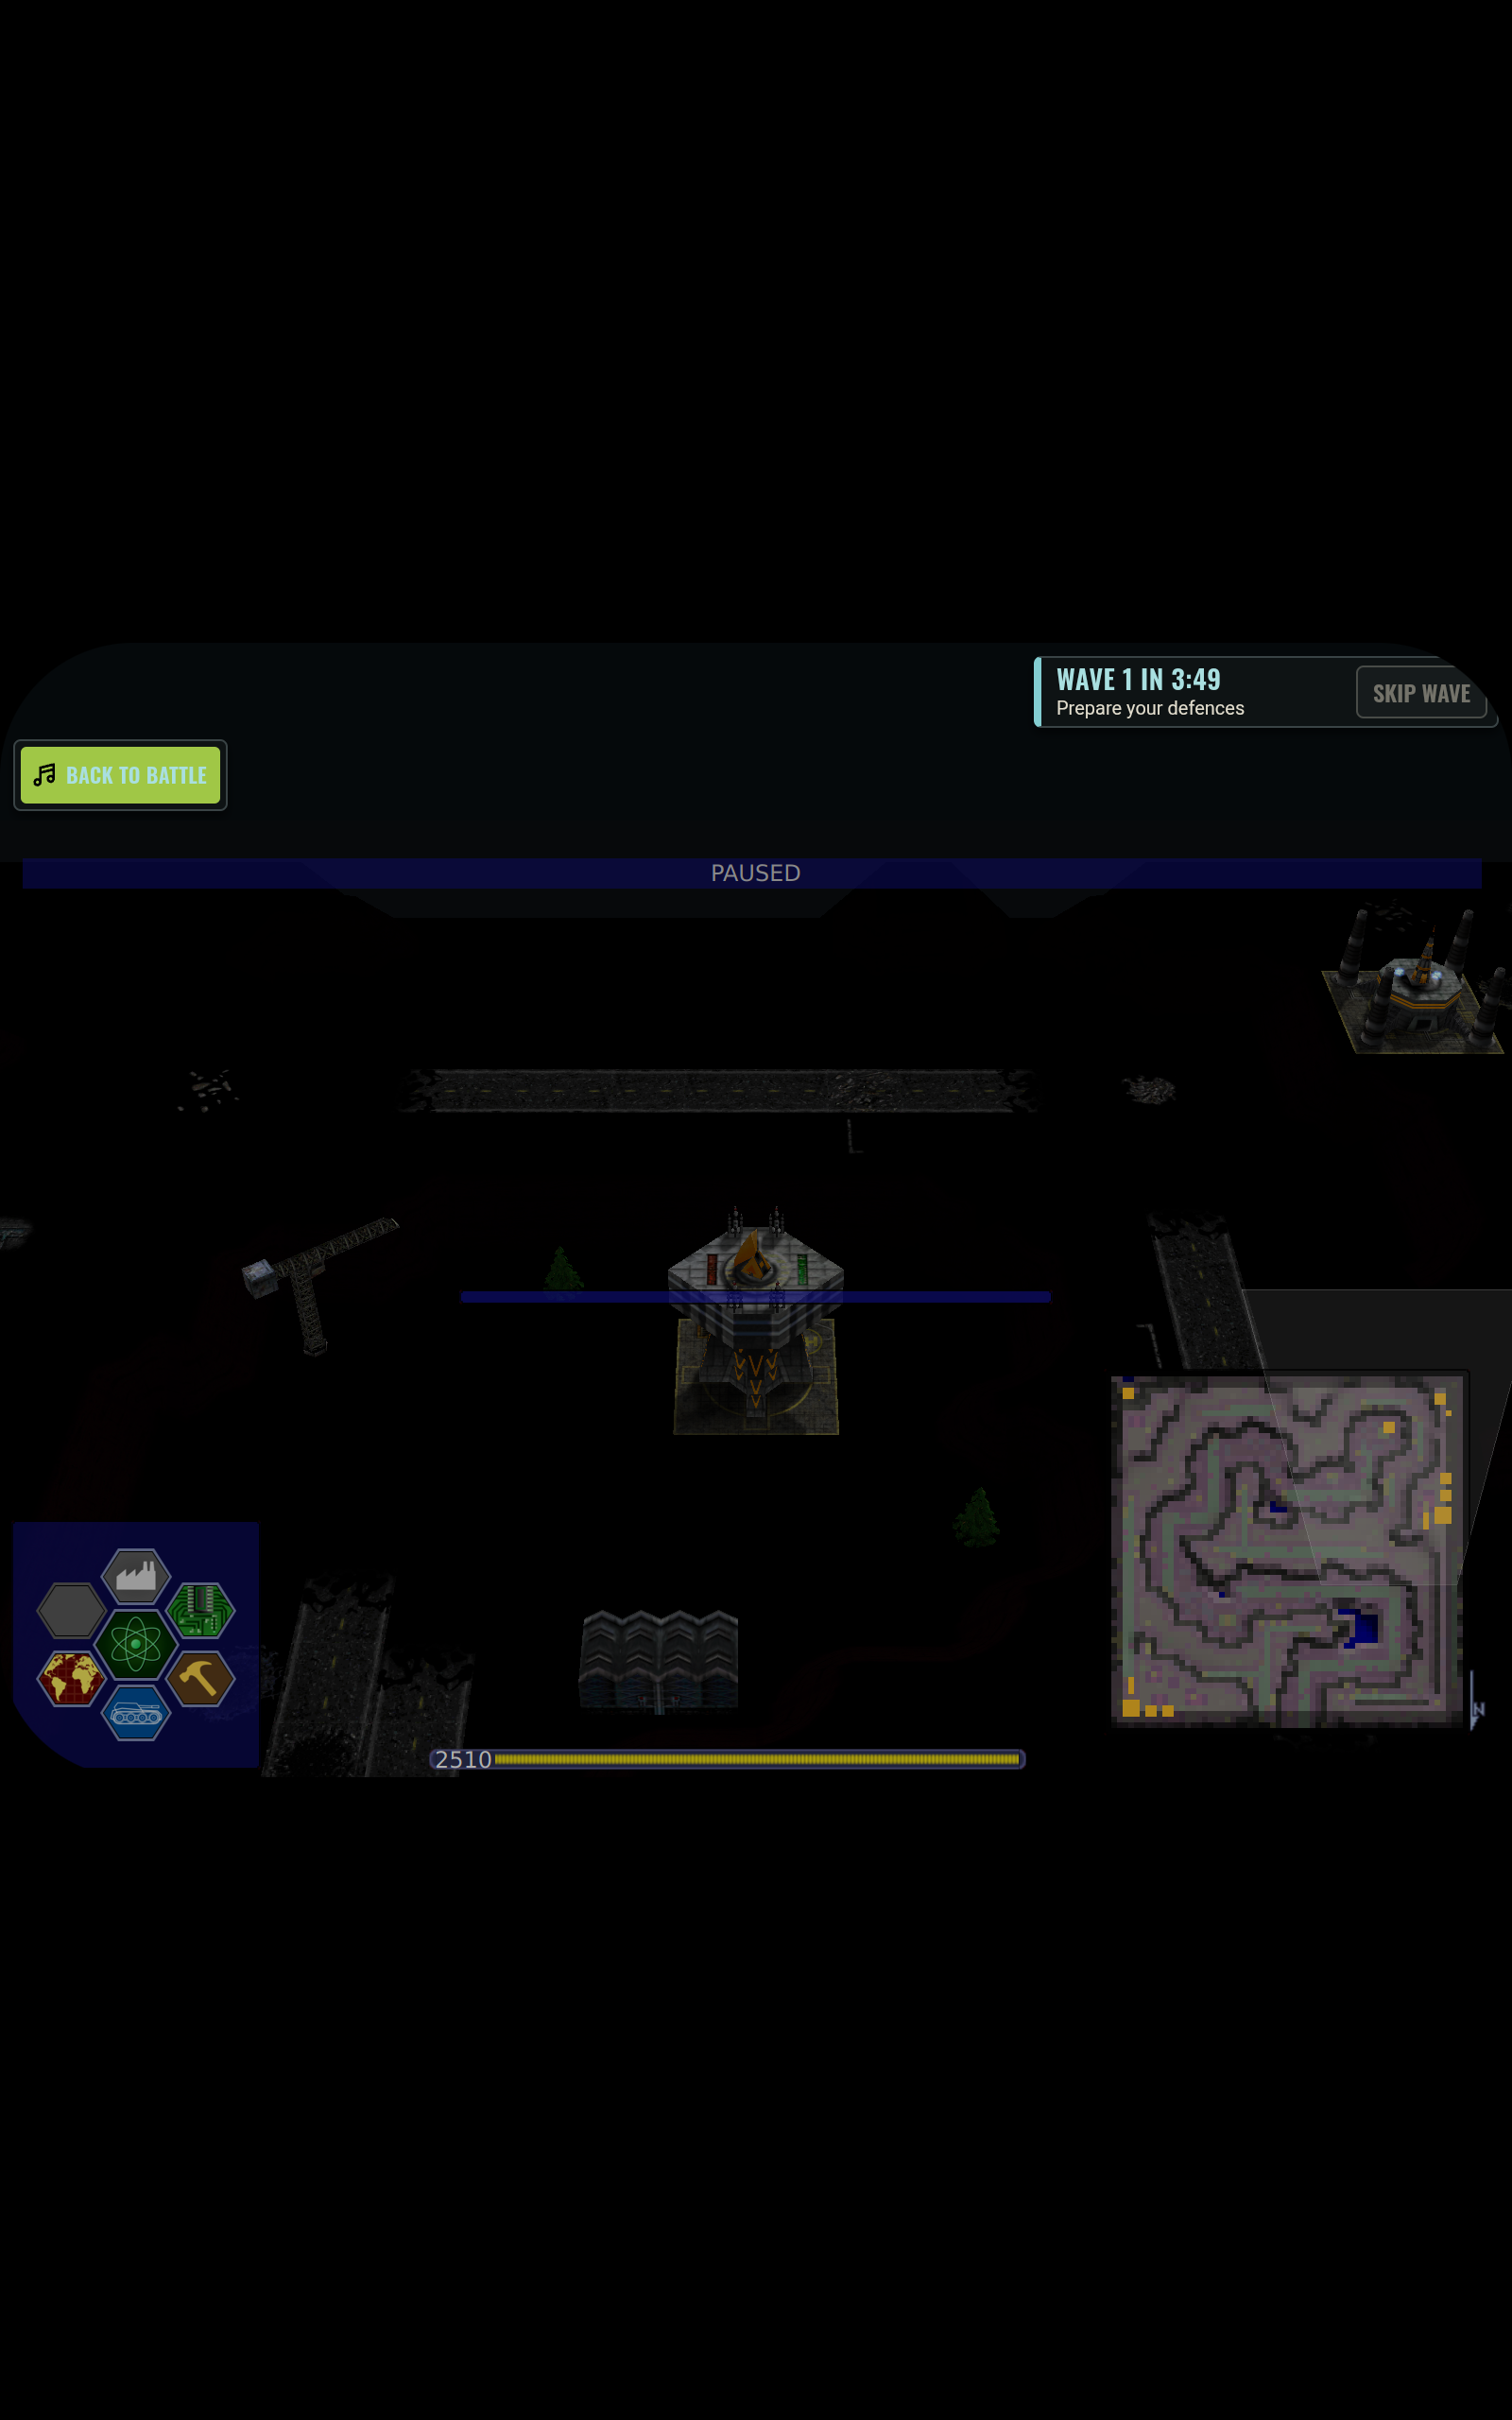 WAVE 1 IN 3:49
Prepare your defences
SKIP WAVE
BACK TO BATTLE
PAUSED
N
2510